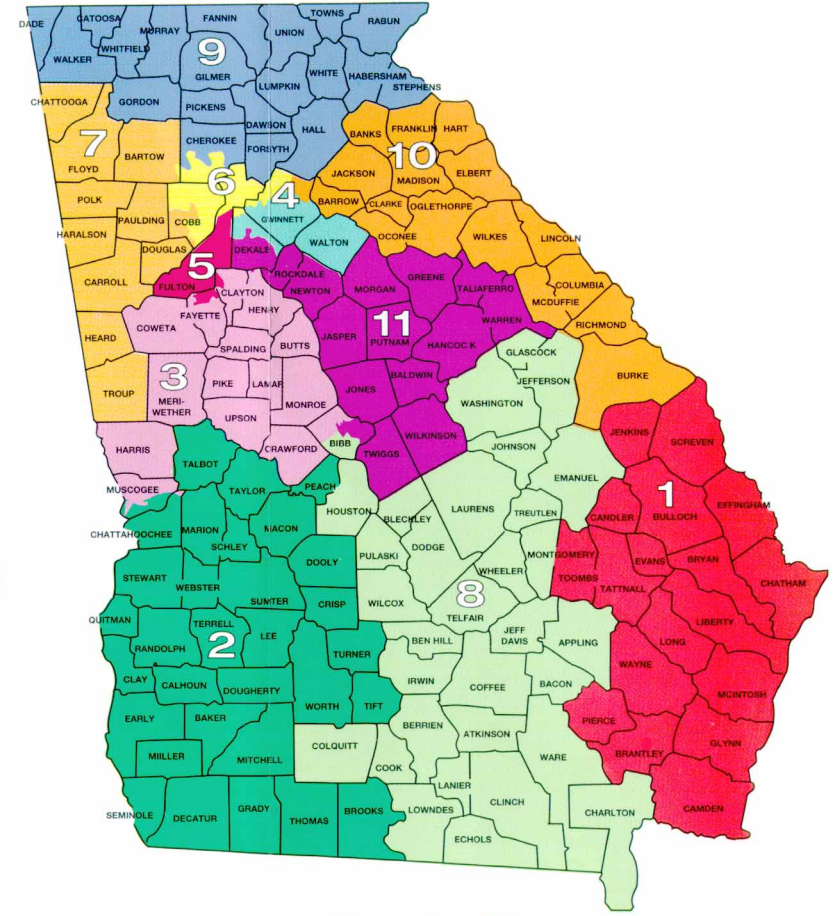 DADE
CATOOSA
MURRAY
FANNIN
TOWNS
RABUN
UNION
WHITFIELD
WALKER
9
GILMER
WHITE
HABERSHAM
STEPHENS
LUMPKIN
CHATTOOGA
GORDON
PICKENS
DAWSON
HALL
BANKS
FRANKLIN
HART
CHEROKEE
FORSYTH
7
BARTOW
10
FLOYD
JACKSON
MADISON
ELBERT
6
4
POLK
PAULDING
COBB
GWINNETT
BARROW
CLARKE
OGLETHORPE
HARALSON
DOUGLAS
DEKALB
WALTON
OCONEE
WILKES
LINCOLN
5
CARROLL
FULTON
ROCKDALE
CLAYTON
NEWTON
MORGAN
GREENE
TALIAFERRO
COLUMBIA
MCDUFFIE
HENRY
FAYETTE
COWETA
11
WARREN
RICHMOND
HEARD
JASPER
PUTNAM
HANCOCK
SPALDING
BUTTS
GLASCOCK
3
PIKE
LAMAR
JONES
BALDWIN
JEFFERSON
BURKE
TROUP
MERI-
WETHER
UPSON
MONROE
WASHINGTON
JENKINS
HARRIS
CRAWFORD
BIBB
TWIGGS
WILKINSON
JOHNSON
SCREVEN
TALBOT
EMANUEL
MUSCOGEE
TAYLOR
PEACH
1
HOUSTON
LAURENS
TREUTLEN
CANDLER
BULLOCH
EFFINGHAM
CHATTAHOOCHEE
MARION
MACON
BLECKLEY
SCHLEY
DODGE
PULASKI
MONTGOMERY
EVANS
BRYAN
DOOLY
WHEELER
STEWART
WEBSTER
TOOMBS
TATTNALL
CHATHAM
8
SUMTER
CRISP
WILCOX
TELFAIR
QUITMAN
TERRELL
LEE
LIBERTY
2
RANDOLPH
TURNER
BEN HILL
JEFF
DAVIS
APPLING
LONG
WAYNE
CLAY
CALHOUN
DOUGHERTY
IRWIN
COFFEE
BACON
MCINTOSH
EARLY
BAKER
WORTH
TIFT
BERRIEN
ATKINSON
PIERCE
MIILLER
MITCHELL
COLQUITT
COOK
WARE
BRANTLEY
GLYNN
LANIER
CLINCH
SEMINOLE
DECATUR
GRADY
THOMAS
BROOKS
LOWNDES
CHARLTON
CAMDEN
ECHOLS